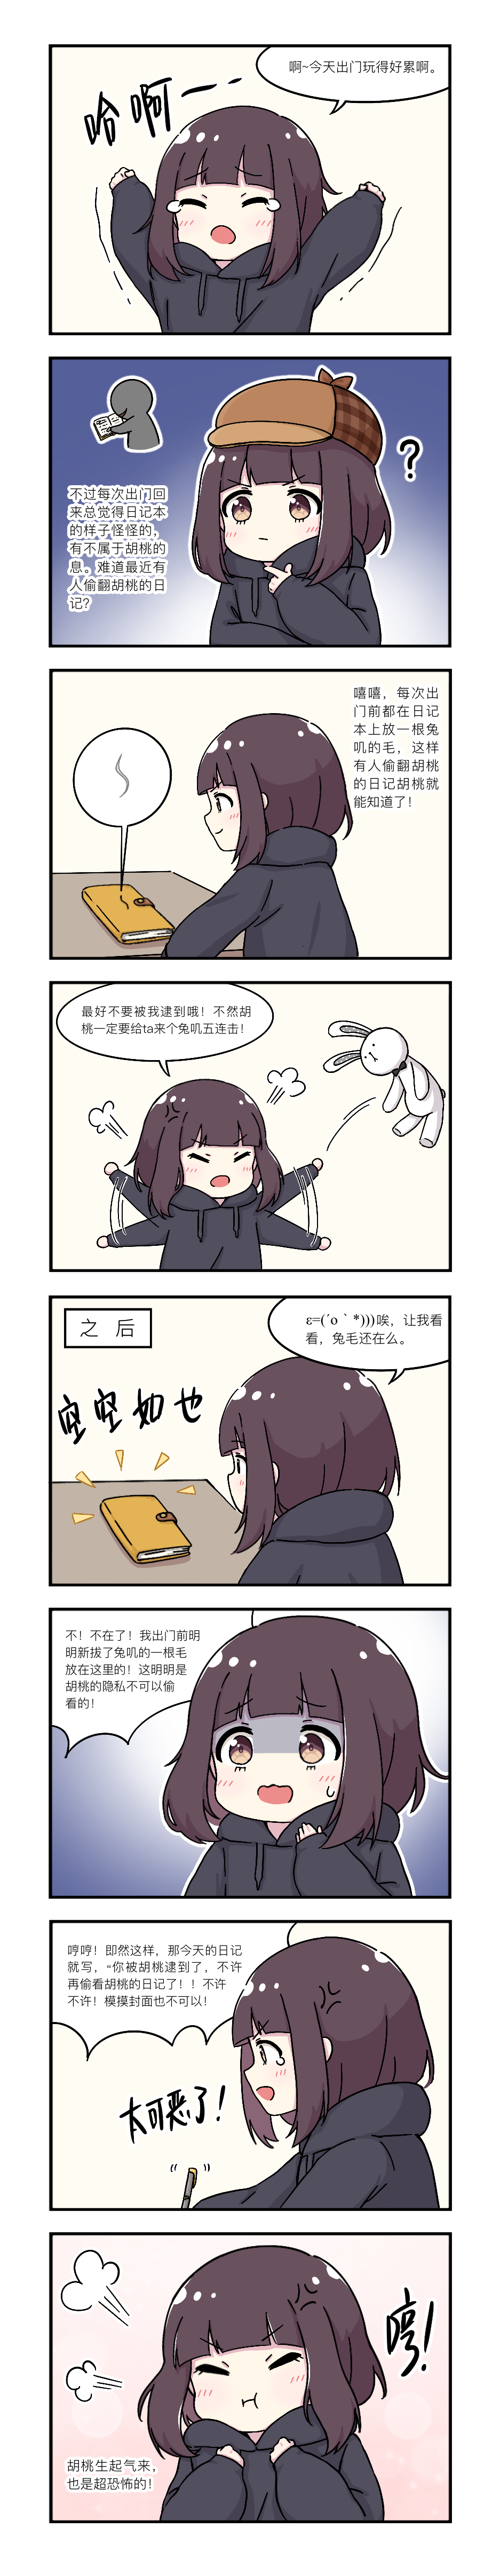 啊~今天出门玩得好累啊。
哈啊一--
?
不过每次出门回
来总觉得日记本
的样子怪怪的，
有不属于胡桃的
息。难道最近有
人偷翻胡桃的日
记？
嘻嘻，每次出
门前都在日记
本上放一根兔
叽的毛，这样
有人偷翻胡桃
的日记胡桃就
能知道了！
最好不要被我逮到哦！不然胡
桃一定要给ta来个兔叽五连击！
之后
ε=(´ο｀*)))唉，让我看
看，兔毛还在么。
空空如也
不！不在了！我出门前明
明新拔了兔叽的一根毛
放在这里的！这明明是
胡桃的隐私不可以偷
看的！
哼哼！即然这样，那今天的日记
就写，“你被胡桃逮到了，不许
再偷看胡桃的日记了！！不许
不许！模摸封面也不可以！
太可恶了！
哼！
胡桃生起气来，
也是超恐怖的！